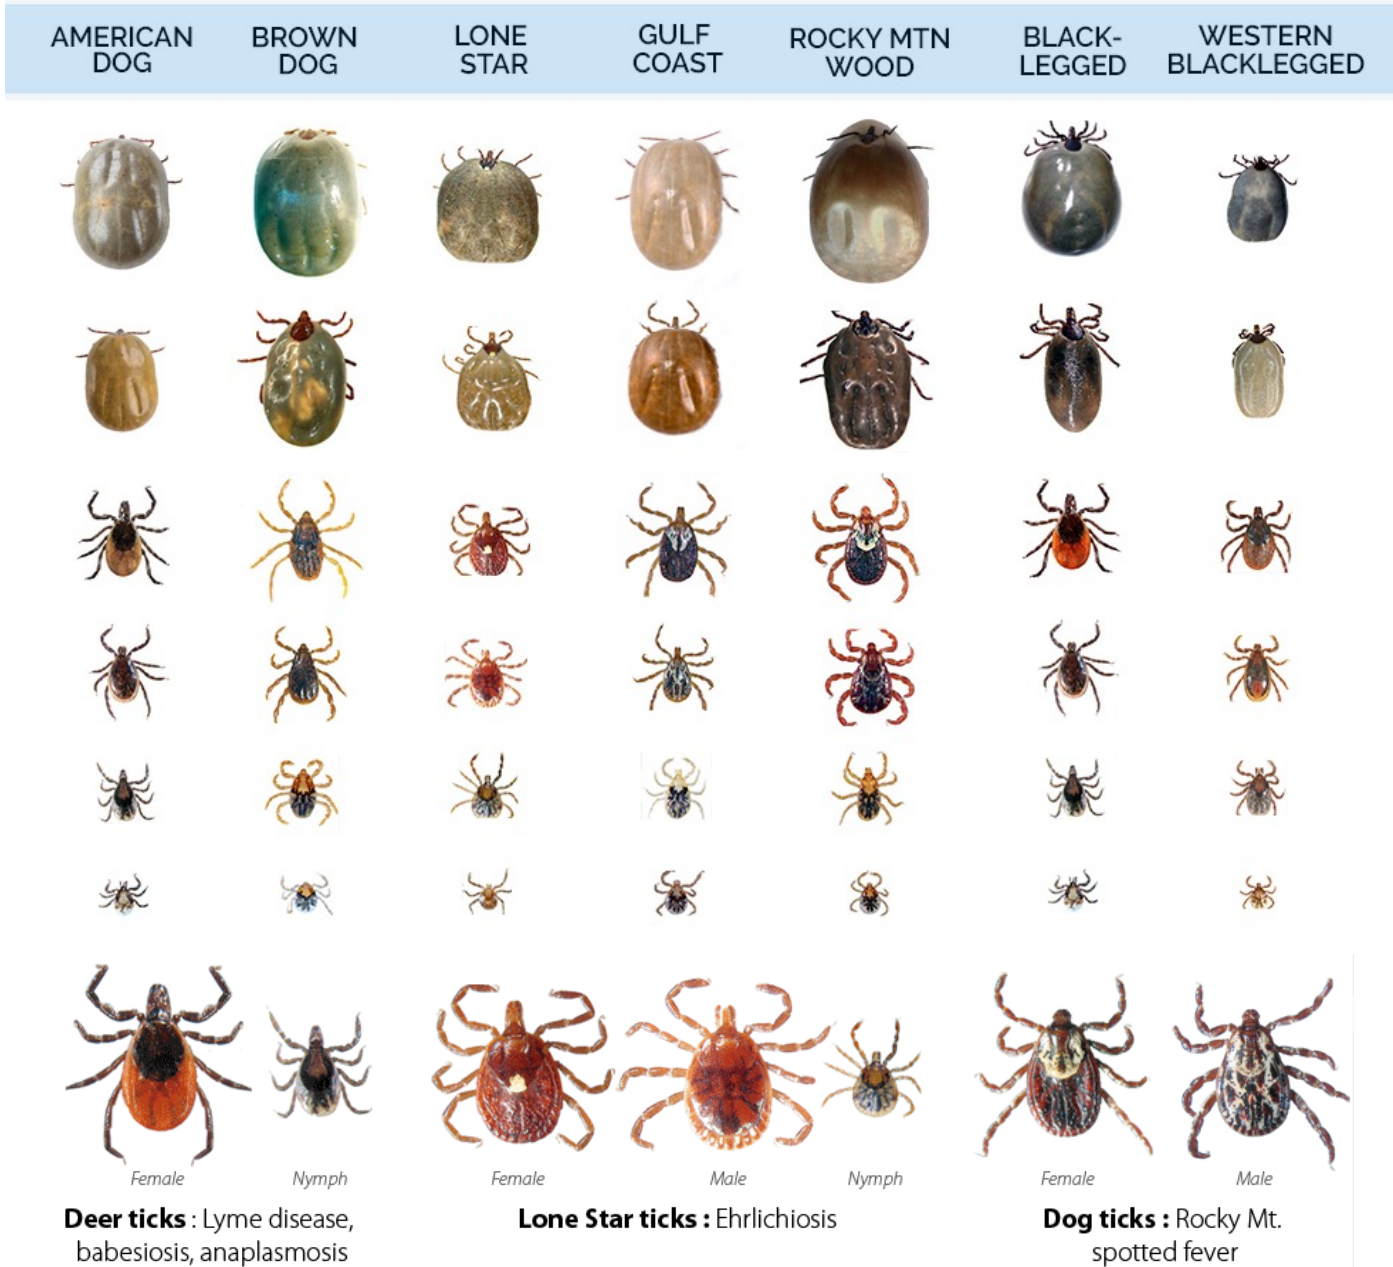 AMERICAN DOG
BROWN DOG
LONE STAR
GULF COAST
ROCKY MTN WOOD
BLACK-LEGGED
WESTERN BLACKLEGGED
Female
Nymph
Female
Male
Nymph
Female
Male
Deer ticks : Lyme disease,
babesiosis, anaplasmosis
Lone Star ticks : Ehrlichiosis
Dog ticks : Rocky Mt.
spotted fever